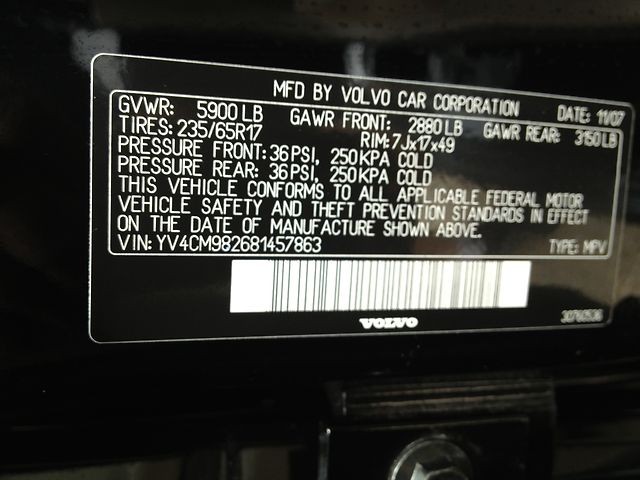 MFD BY VOLVO CAR CORPORATION DATE: 11/07
GVWR: 5900 LB GAWR FRONT: 2880 LB GAWR REAR: 3150 LB
TIRES: 235/65R17 RIM: 7Jx17x49
PRESSURE FRONT: 36 PSI, 250 KPA COLD
PRESSURE REAR: 36 PSI, 250 KPA COLD
THIS VEHICLE CONFORMS TO ALL APPLICABLE FEDERAL MOTOR
VEHICLE SAFETY AND THEFT PREVENTION STANDARDS IN EFFECT
ON THE DATE OF MANUFACTURE SHOWN ABOVE.
VIN: YV4CM982681457863 TYPE: MPV
VOLVO